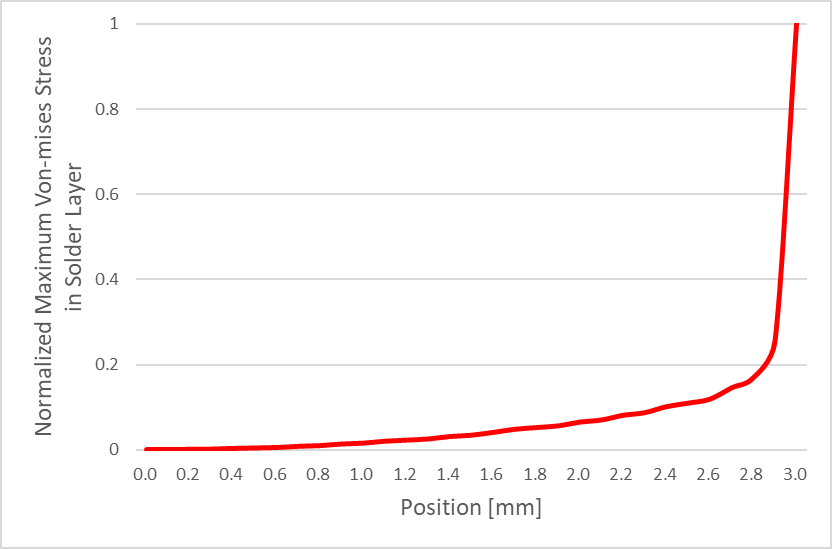 Normalized Maximum Von-mises Stress
in Solder Layer
1
0.8
0.6
0.4
0.2
0
0.0 0.2 0.4 0.6 0.8 1.0 1.2 1.4 1.6 1.8 2.0 2.2 2.4 2.6 2.8 3.0
Position [mm]